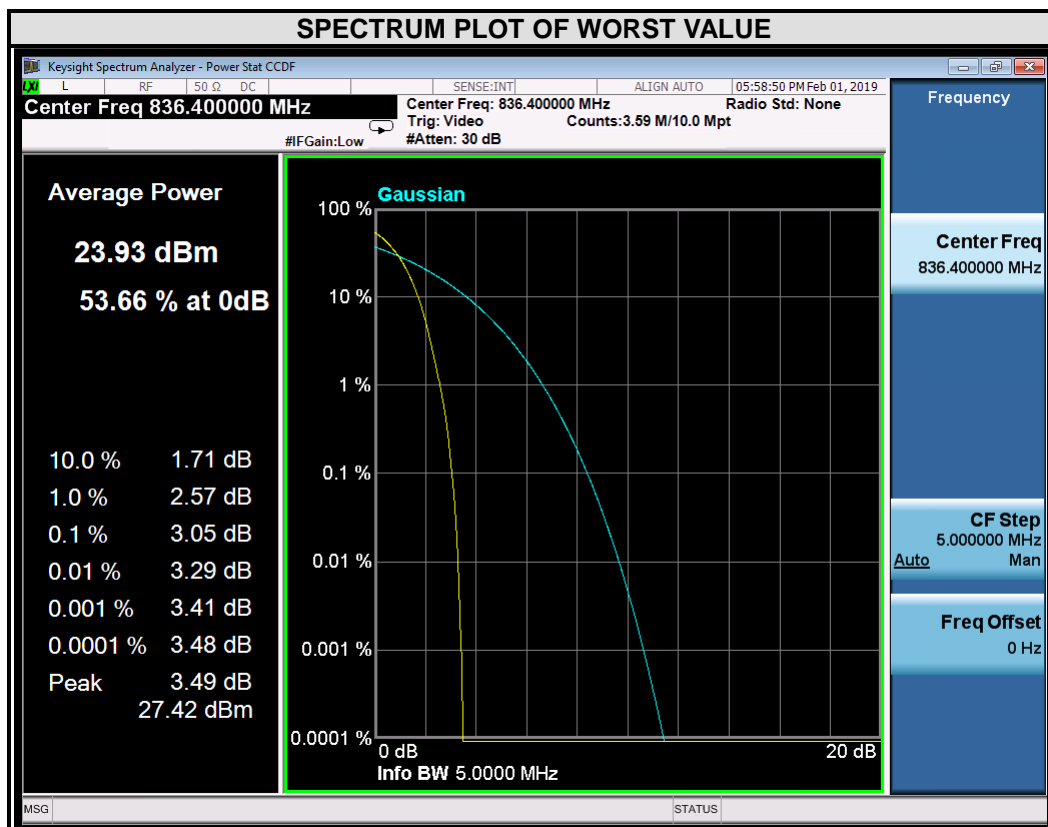 SPECTRUM PLOT OF WORST VALUE
Keysight Spectrum Analyzer - Power Stat CCDF
LXI L RF 50 Ω DC SENSE:INT ALIGN AUTO 05:58:50 PM Feb 01, 2019
Center Freq 836.400000 MHz
Center Freq: 836.400000 MHz Radio Std: None
Trig: Video Counts:3.59 M/10.0 Mpt
#IFGain:Low #Atten: 30 dB
Average Power
23.93 dBm
53.66 % at 0dB
10.0 % 1.71 dB
1.0 % 2.57 dB
0.1 % 3.05 dB
0.01 % 3.29 dB
0.001 % 3.41 dB
0.0001 % 3.48 dB
Peak 3.49 dB
27.42 dBm
Gaussian
100 %
10 %
1 %
0.1 %
0.01 %
0.001 %
0.0001 %
0 dB 20 dB
Info BW 5.0000 MHz
Frequency
Center Freq
836.400000 MHz
CF Step
5.000000 MHz
Auto Man
Freq Offset
0 Hz
MSG STATUS